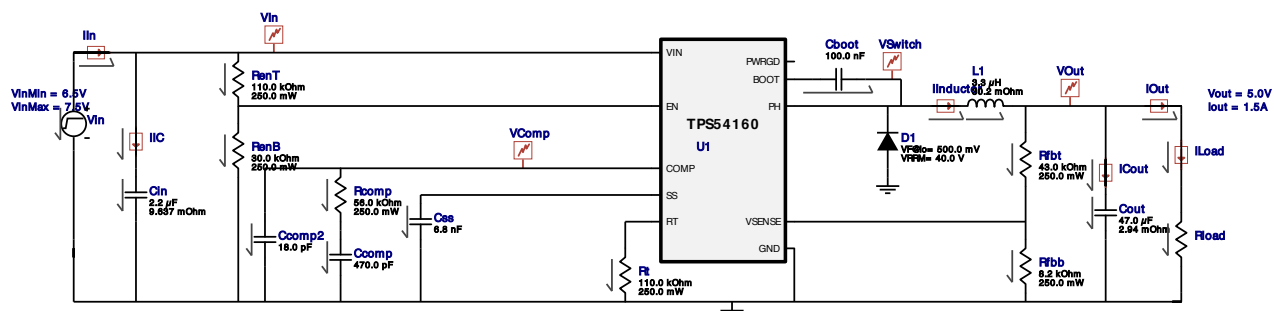 Iin
Vin
VinMin = 6.5V
VinMax = 7.5V
Vin
IIC
Cin
2.2 µF
9.637 mOhm
RenT
110.0 kOhm
250.0 mW
RenB
30.0 kOhm
250.0 mW
Ccomp2
18.0 pF
VComp
Rcomp
56.0 kOhm
250.0 mW
Ccomp
470.0 pF
Css
6.8 nF
Rt
110.0 kOhm
250.0 mW
VIN
EN
COMP
SS
RT
TPS54160
U1
PWRGD
BOOT
PH
VSENSE
GND
Cboot
100.0 nF
VSwitch
D1
VRRM= 40.0 V
IInductor
L1
3.3 µH
VOut
Rfbt
43.0 kOhm
250.0 mW
Rfbb
8.2 kOhm
250.0 mW
ICout
Cout
47.0 µF
2.94 mOhm
IOut
ILoad
Rload
Vout = 5.0V
Iout = 1.5A